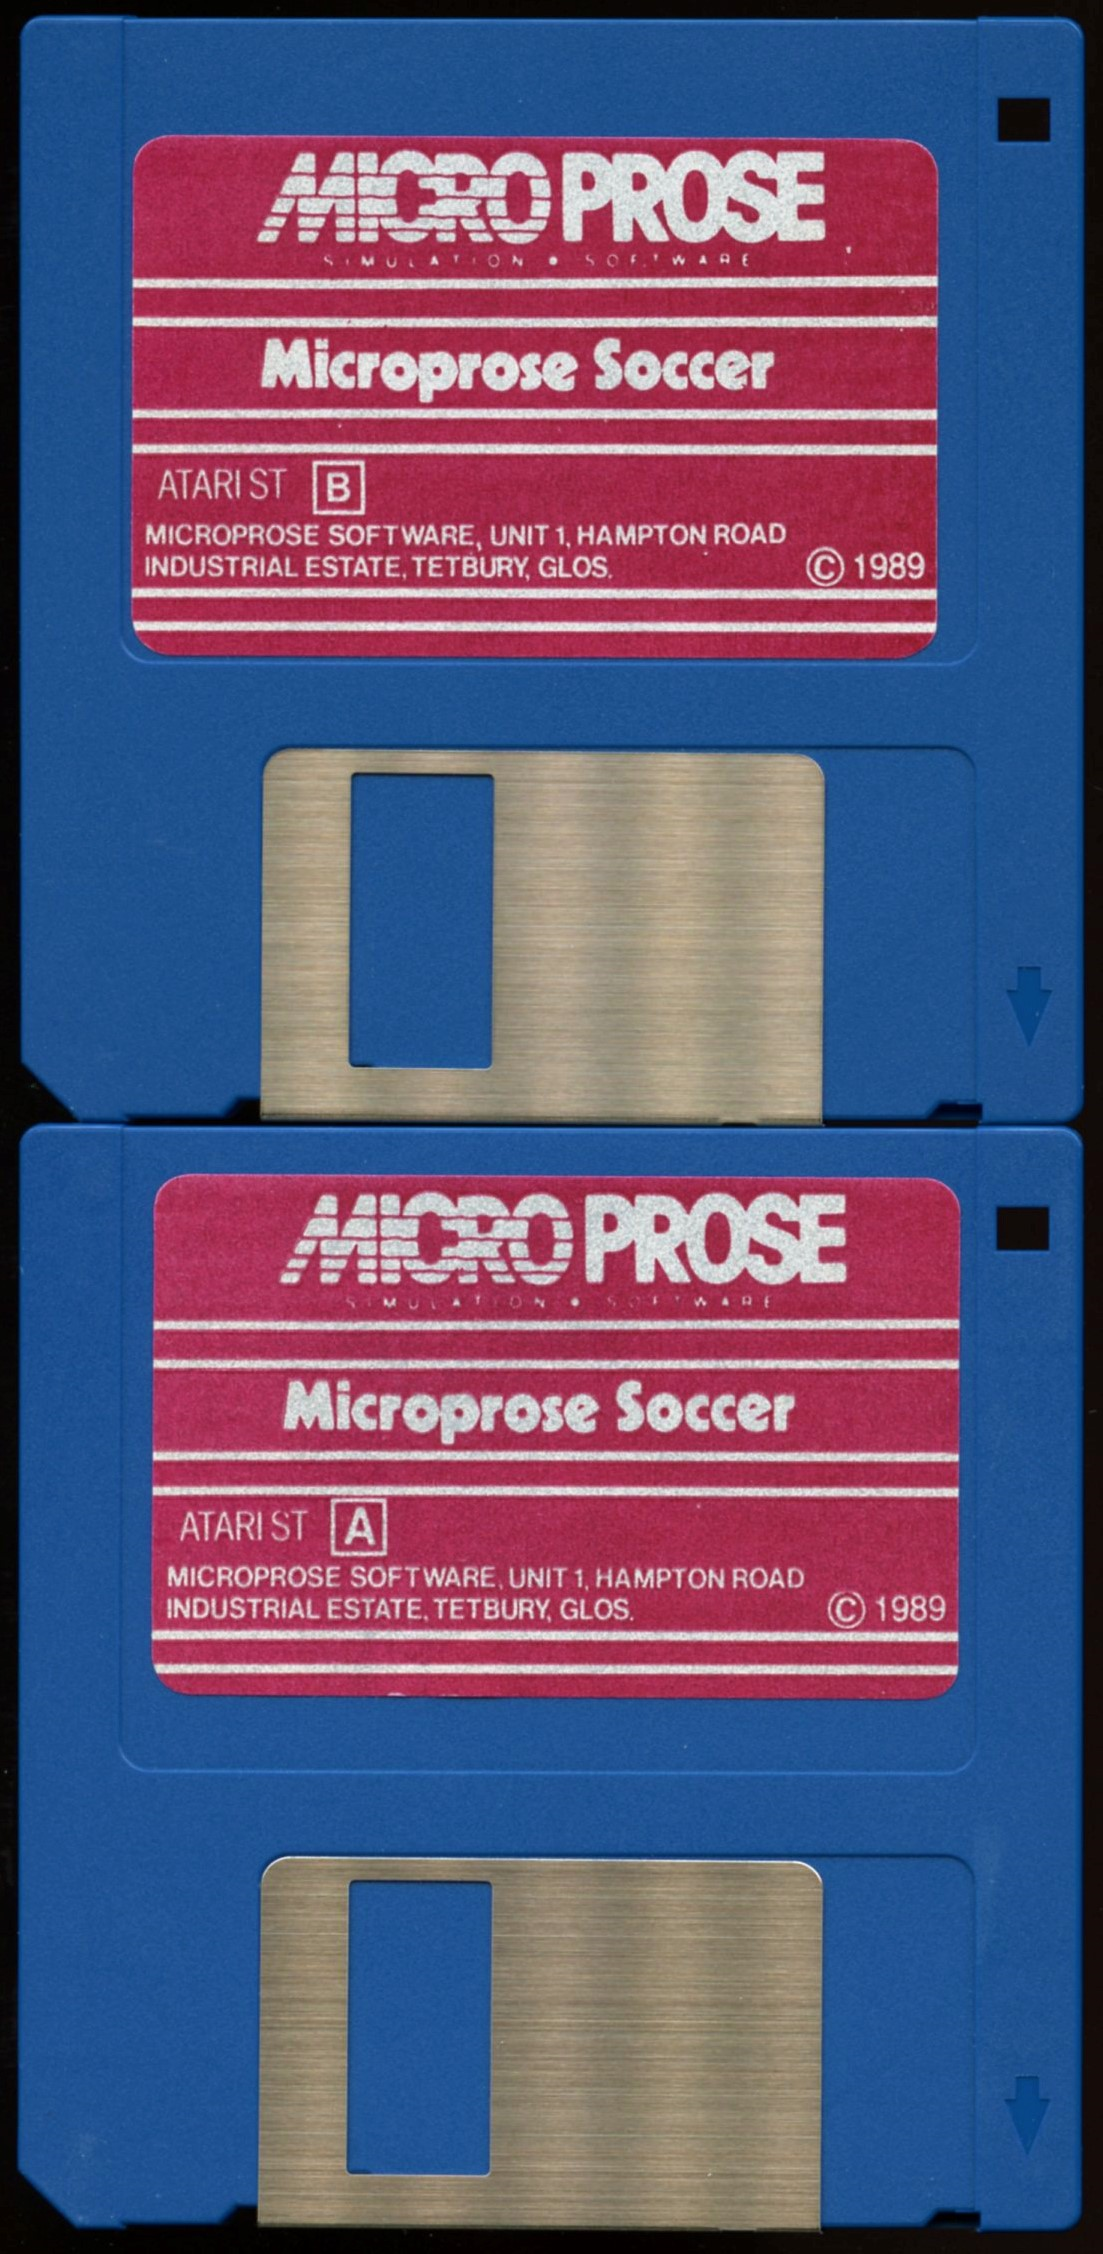 MICRO PROSE
SIMULATION • SOFTWARE
Microprose Soccer
ATARI ST B
MICROPROSE SOFTWARE, UNIT 1, HAMPTON ROAD
INDUSTRIAL ESTATE, TETBURY, GLOS.
© 1989
MICRO PROSE
SIMULATION • SOFTWARE
Microprose Soccer
ATARI ST A
MICROPROSE SOFTWARE, UNIT 1, HAMPTON ROAD
INDUSTRIAL ESTATE, TETBURY, GLOS.
© 1989